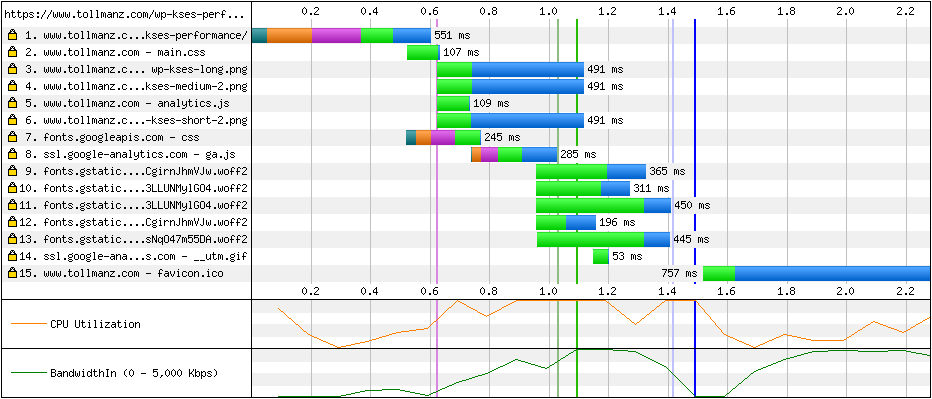 https://www.tollmanz.com/wp-kses-perf... 0.2 0.4 0.6 0.8 1.0 1.2 1.4 1.6 1.8 2.0 2.2
1. www.tollmanz.c...kses-performance/ 551 ms
2. www.tollmanz.com - main.css 107 ms
3. www.tollmanz.c... wp-kses-long.png 491 ms
4. www.tollmanz.c...kses-medium-2.png 491 ms
5. www.tollmanz.com - analytics.js 109 ms
6. www.tollmanz.c...-kses-short-2.png 491 ms
7. fonts.googleapis.com - css 245 ms
8. ssl.google-analytics.com - ga.js 285 ms
9. fonts.gstatic....CgirnJhmVJw.woff2 365 ms
10. fonts.gstatic....3LLUNMylGO4.woff2 311 ms
11. fonts.gstatic....3LLUNMylGO4.woff2 450 ms
12. fonts.gstatic....CgirnJhmVJw.woff2 196 ms
13. fonts.gstatic....sNqO47m55DA.woff2 445 ms
14. ssl.google-ana...s.com - __utm.gif 53 ms
15. www.tollmanz.com - favicon.ico 757 ms
0.2 0.4 0.6 0.8 1.0 1.2 1.4 1.6 1.8 2.0 2.2
CPU Utilization
BandwidthIn (0 - 5,000 Kbps)